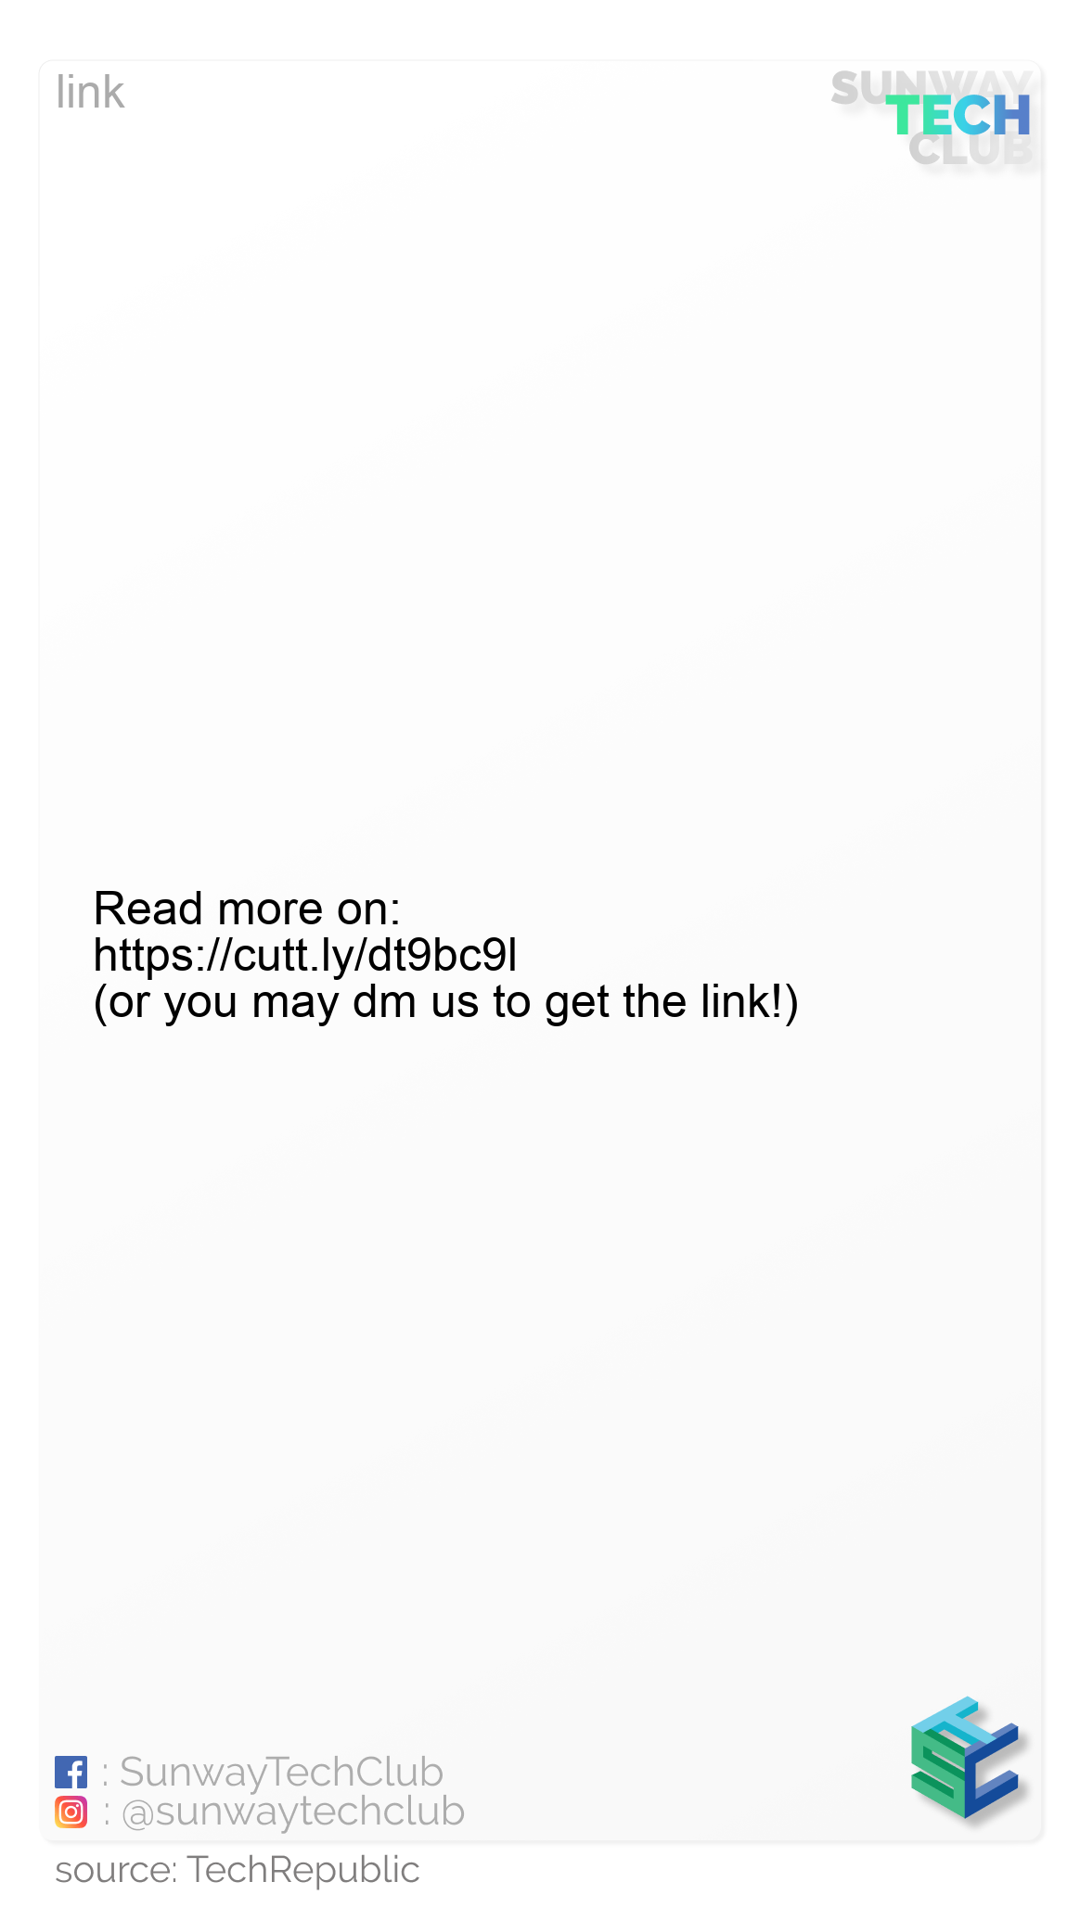 link
SUNWAY
TECH
CLUB
Read more on:
https://cutt.ly/dt9bc9l
(or you may dm us to get the link!)
: SunwayTechClub
: @sunwaytechclub
source: TechRepublic